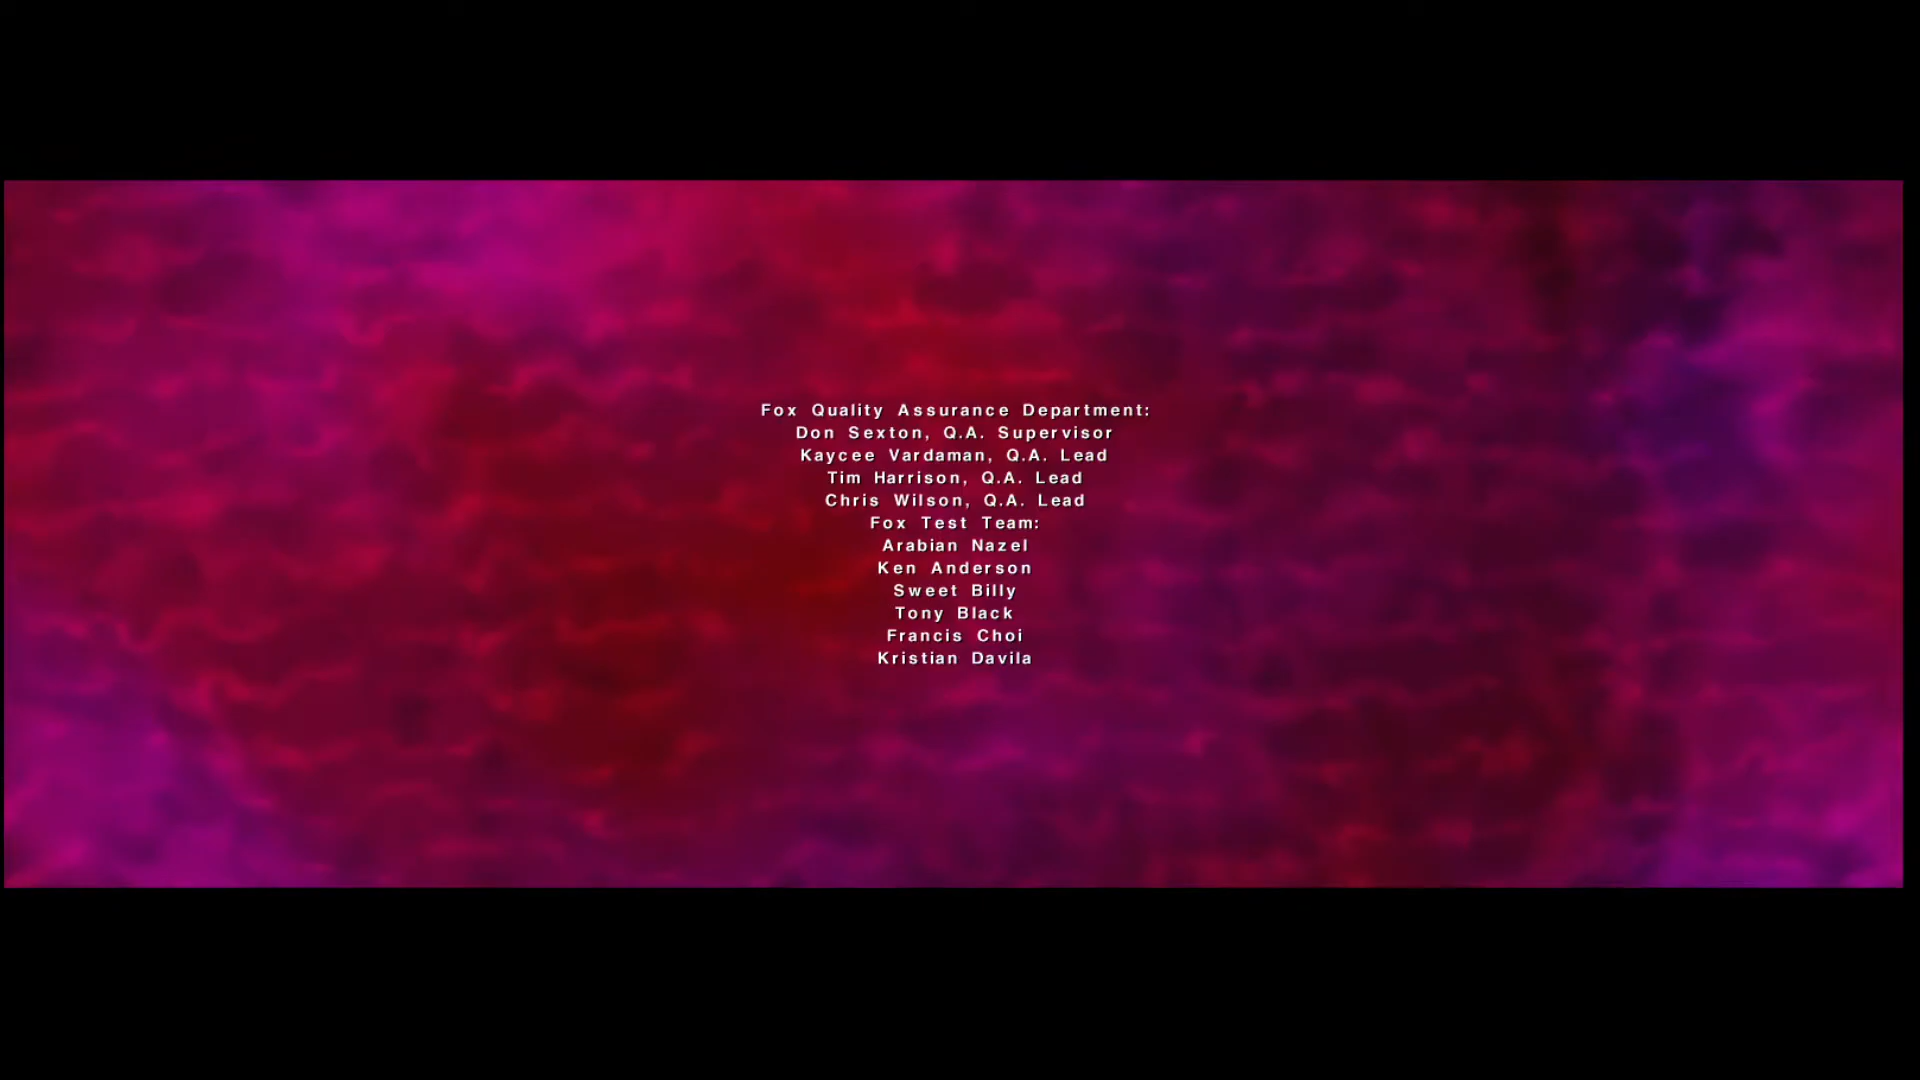 Fox Quality Assurance Department:
Don Sexton, Q.A. Supervisor
Kaycee Vardaman, Q.A. Lead
Tim Harrison, Q.A. Lead
Chris Wilson, Q.A. Lead
Fox Test Team:
Arabian Nazel
Ken Anderson
Sweet Billy
Tony Black
Francis Choi
Kristian Davila